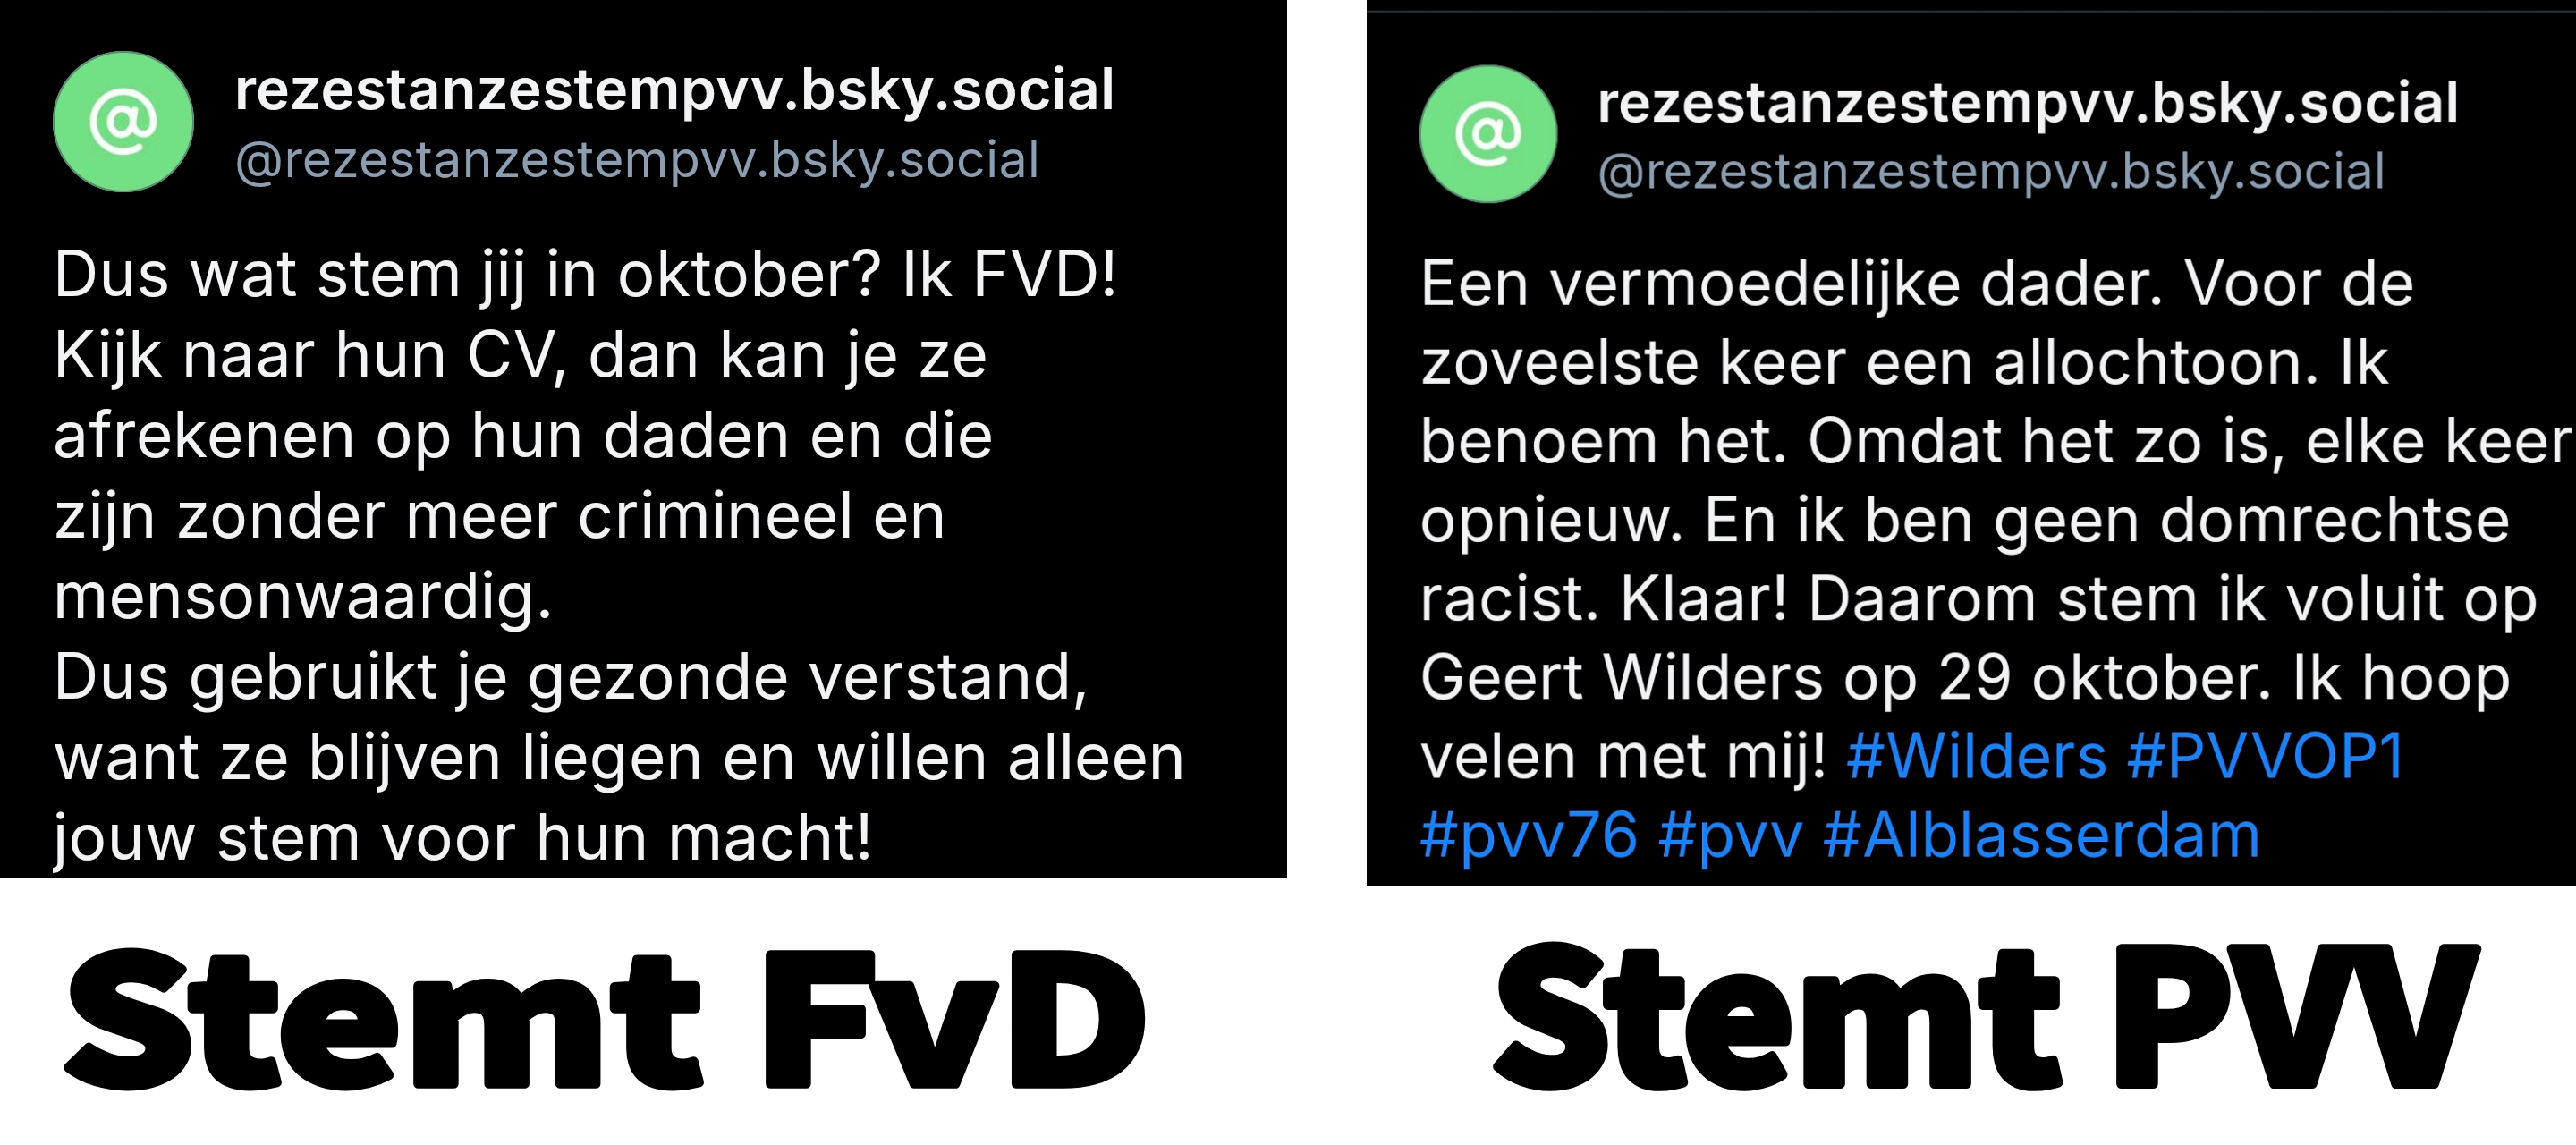 rezestanzestempvv.bsky.social
@rezestanzestempvv.bsky.social
Dus wat stem jij in oktober? Ik FVD!
Kijk naar hun CV, dan kan je ze
afrekenen op hun daden en die
zijn zonder meer crimineel en
mensonwaardig.
Dus gebruikt je gezonde verstand,
want ze blijven liegen en willen alleen
jouw stem voor hun macht!
Stemt FvD
rezestanzestempvv.bsky.social
@rezestanzestempvv.bsky.social
Een vermoedelijke dader. Voor de
zoveelste keer een allochtoon. Ik
benoem het. Omdat het zo is, elke keer
opnieuw. En ik ben geen domrechtse
racist. Klaar! Daarom stem ik voluit op
Geert Wilders op 29 oktober. Ik hoop
velen met mij! #Wilders #PVVOP1
#pvv76 #pvv #Alblasserdam
Stemt PVV